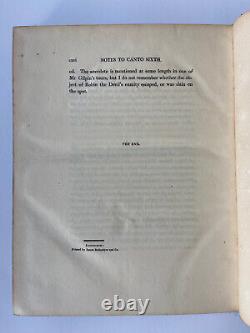 NOTES TO CANTO SIXTH.
ed. The anecdote is mentioned at some length in one of
Mr Gilpin's tours, but I do not remember whether the ob-
ject of Robin the Devil's enmity escaped, or was slain on
the spot.
THE END.
EDINBURGH:
Printed by James Ballantyne and Co.